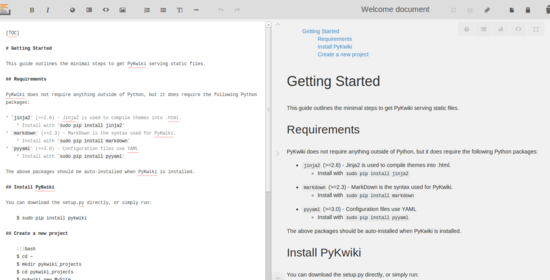 Welcome document
[TOC]
# Getting Started
This guide outlines the minimal steps to get PyKwiki serving static files.
## Requirements
PyKwiki does not require anything outside of Python, but it does require the following Python
packages:
* `jinja2` (>=2.6) - Jinja2 is used to compile themes into .html.
* Install with `sudo pip install jinja2`
* `markdown` (>=2.3) - MarkDown is the syntax used for PyKwiki.
* Install with `sudo pip install markdown`
* `pyyaml` (>=3.0) - Configuration files use YAML
* Install with `sudo pip install pyyaml`
The above packages should be auto-installed when PyKwiki is installed.
## Install PyKwiki
You can download the setup.py directly, or simply run:
$ sudo pip install pykwiki
## Create a new project
:::bash
$ cd ~
$ mkdir pykwiki_projects
$ cd pykwiki_projects
$ pykwiki new MySite
Getting Started
Requirements
Install PyKwiki
Create a new project
Getting Started
This guide outlines the minimal steps to get PyKwiki serving static files.
Requirements
PyKwiki does not require anything outside of Python, but it does require the following Python packages:
jinja2 (>=2.6) - Jinja2 is used to compile themes into .html.
Install with sudo pip install jinja2
markdown (>=2.3) - MarkDown is the syntax used for PyKwiki.
Install with sudo pip install markdown
pyyaml (>=3.0) - Configuration files use YAML
Install with sudo pip install pyyaml
The above packages should be auto-installed when PyKwiki is installed.
Install PyKwiki
You can download the setup.py directly, or simply run: